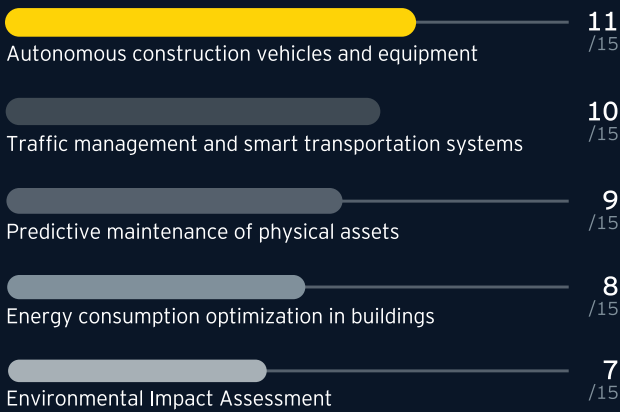 11
/15
Autonomous construction vehicles and equipment
10
/15
Traffic management and smart transportation systems
9
/15
Predictive maintenance of physical assets
8
/15
Energy consumption optimization in buildings
7
/15
Environmental Impact Assessment